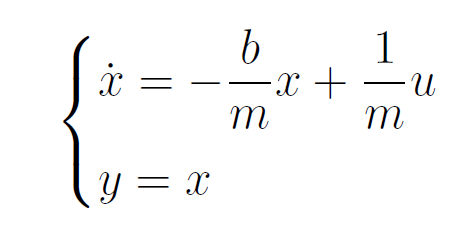 ẋ = −b/m x + 1/m u
y = x